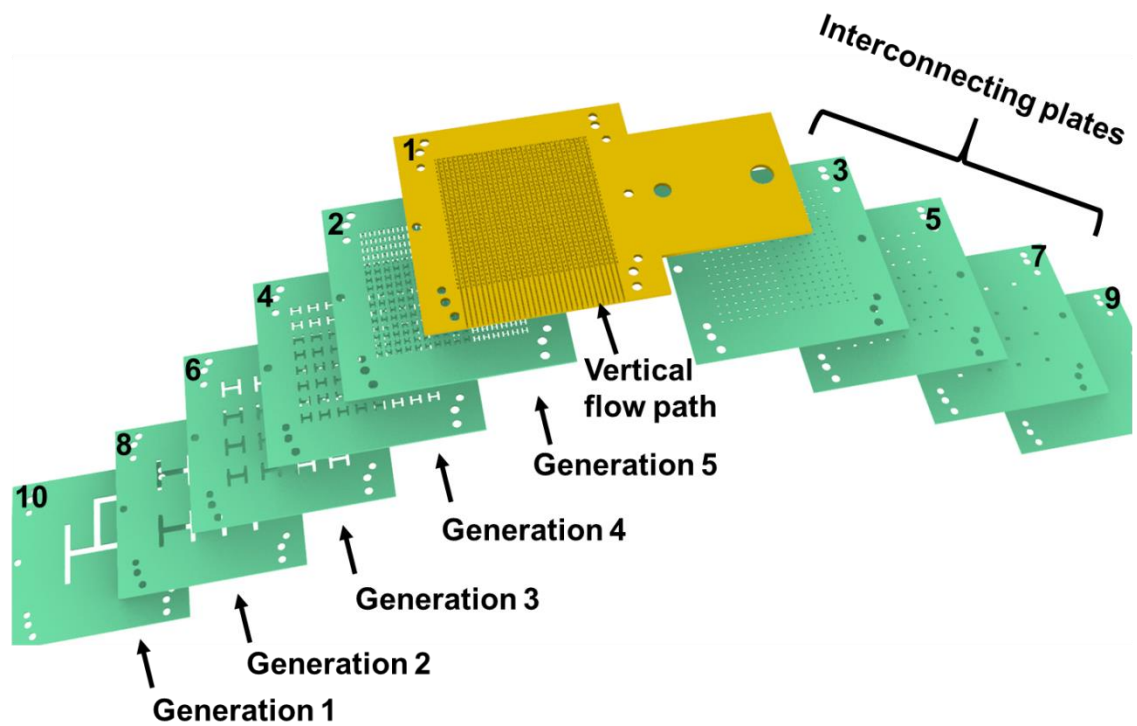 Interconnecting plates
1
2
3
4
5
6
7
8
9
10
Vertical
flow path
Generation 5
Generation 4
Generation 3
Generation 2
Generation 1